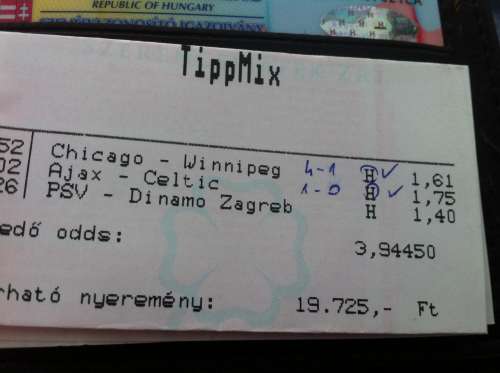 REPUBLIC OF HUNGARY
TippMix
52 Chicago - Winnipeg 4-1 H ✓ 1,61
02 Ajax - Celtic 1-0 H ✓ 1,75
26 PSV - Dinamo Zagreb H 1,40
edő odds: 3,94450
rható nyeremény: 19.725,- Ft